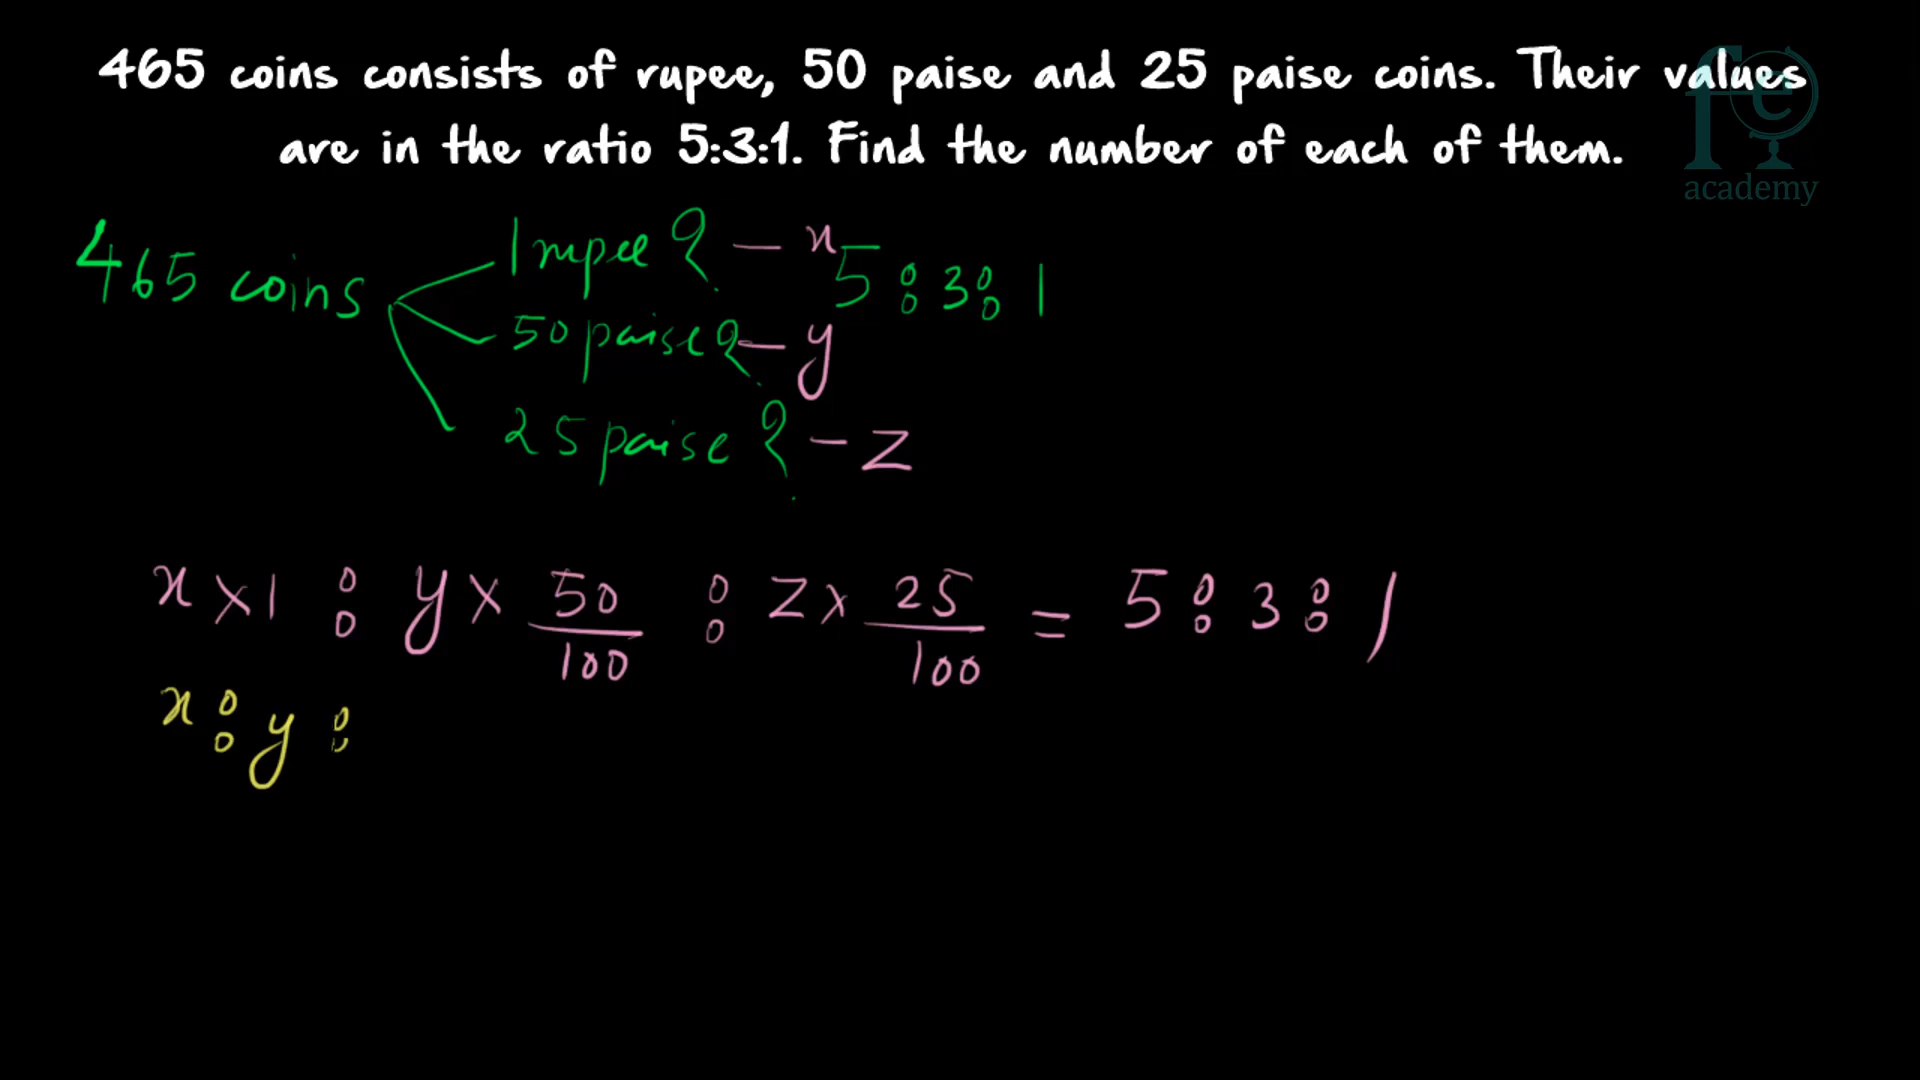 465 coins consists of rupee, 50 paise and 25 paise coins. Their values
are in the ratio 5:3:1. Find the number of each of them.
fe
academy
465 coins
1 rupee ? — x
5 : 3 : 1
50 paise ? — y
25 paise ? — z
x × 1 : y × 50/100 : z × 25/100 = 5 : 3 : 1
x : y :